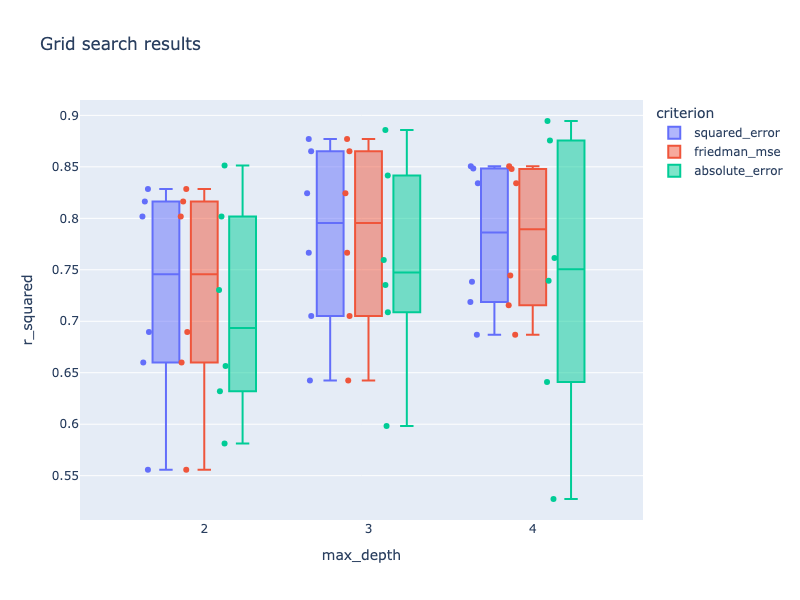 Grid search results
criterion
squared_error
friedman_mse
absolute_error
r_squared
0.9
0.85
0.8
0.75
0.7
0.65
0.6
0.55
2 3 4
max_depth